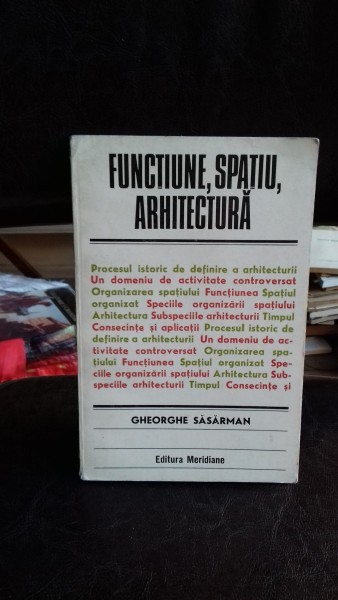 FUNCȚIUNE, SPAȚIU,
ARHITECTURĂ
Procesul istoric de definire a arhitecturii
Un domeniu de activitate controversat
Organizarea spațiului Funcțiunea Spațiul
organizat Speciile organizării spațiului
Arhitectura Subspeciile arhitecturii Timpul
Consecințe și aplicații Procesul istoric de
definire a arhitecturii Un domeniu de ac-
tivitate controversat Organizarea spa-
țiului Funcțiunea Spațiul organizat Spe-
ciile organizării spațiului Arhitectura Sub-
speciile arhitecturii Timpul Consecințe și
GHEORGHE SĂSĂRMAN
Editura Meridiane